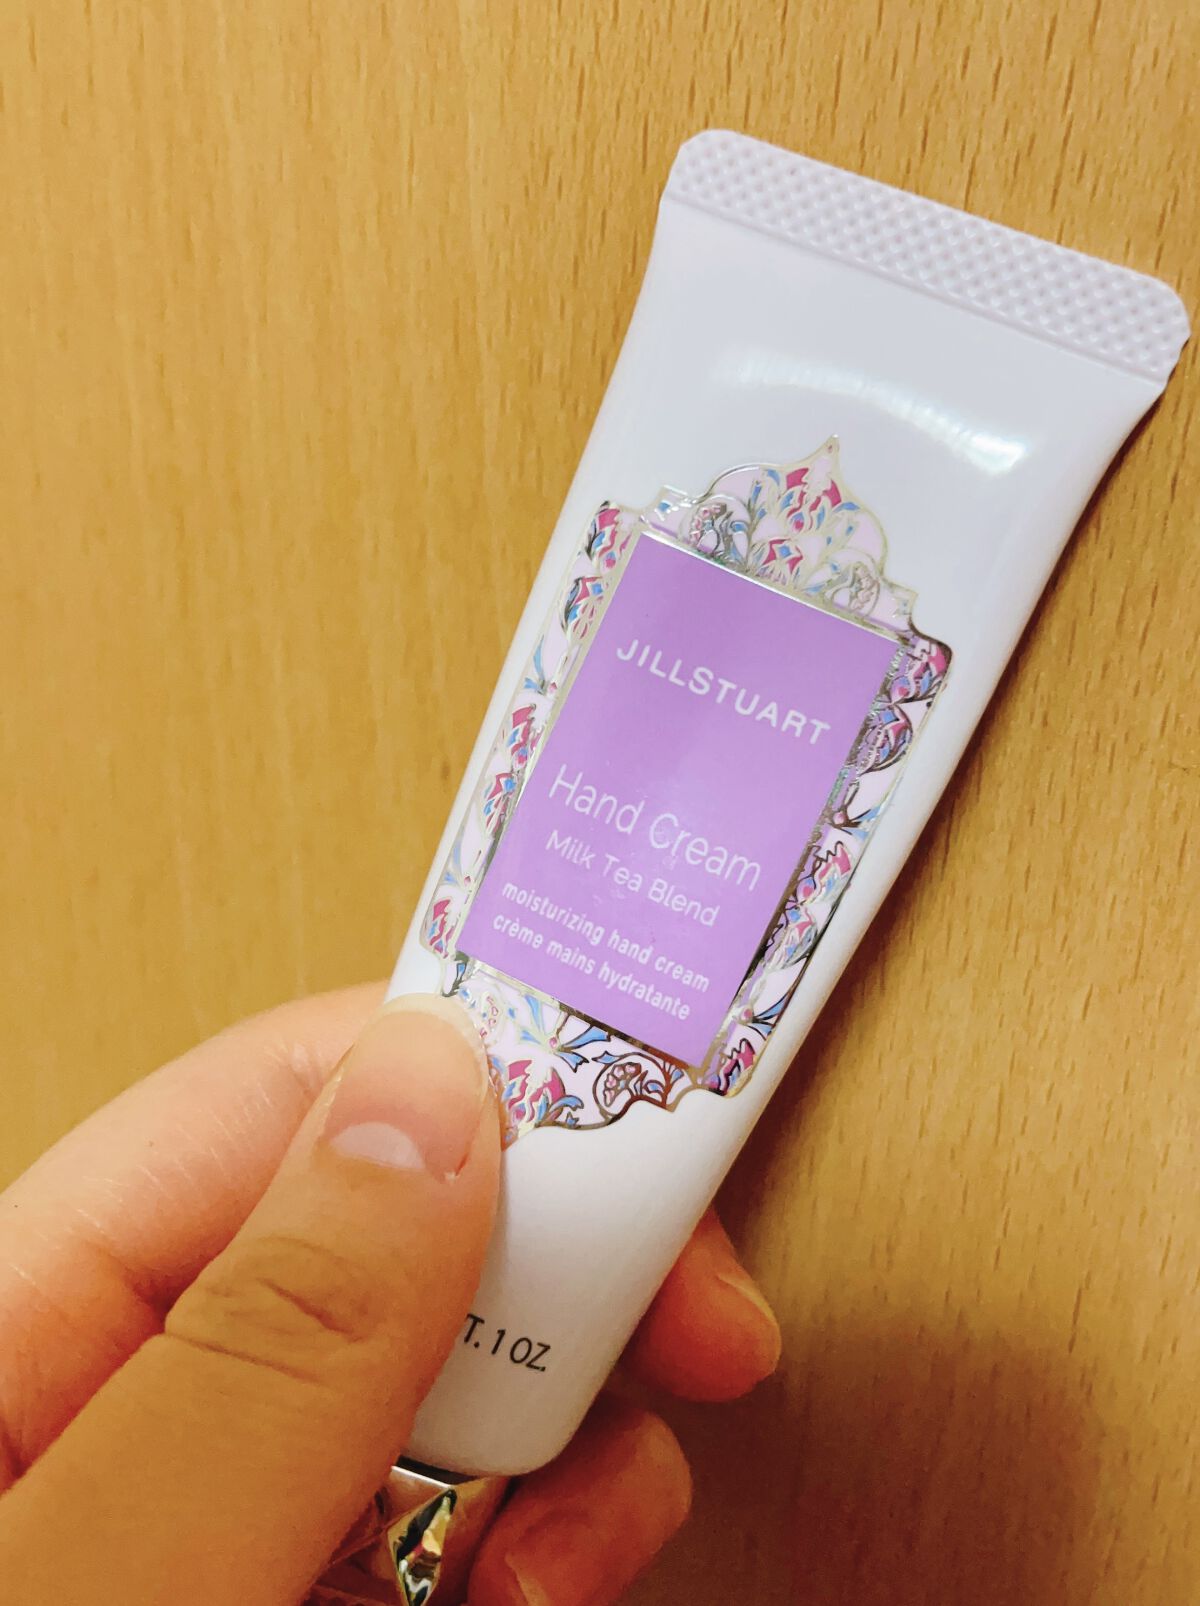 JILLSTUART
Hand Cream
Milk Tea Blend
moisturizing hand cream
crème mains hydratante
T. 1 OZ.